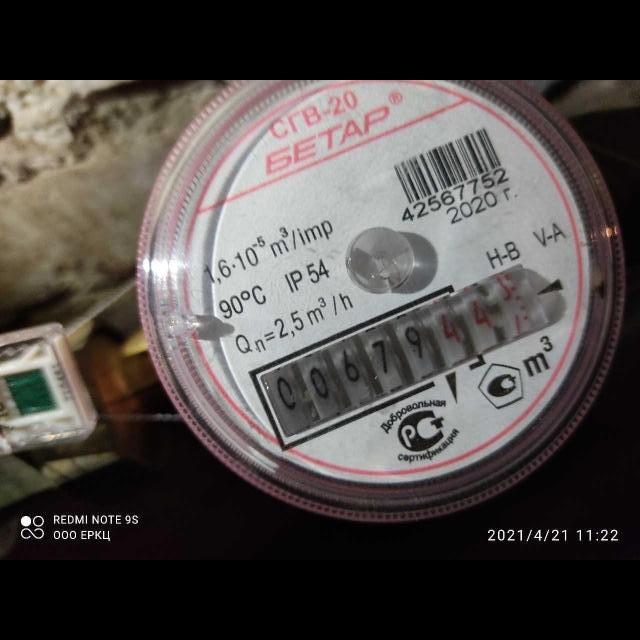 СГВ-20
БЕТАР®
42567752
2020 г.
1,6·10⁻⁵ m³/imp
90°C IP 54
H-B V-A
Qn=2,5 m³/h
0067944
m³
Добровольная
РСТ
сертификация
REDMI NOTE 9S
ООО ЕРКЦ
2021/4/21 11:22